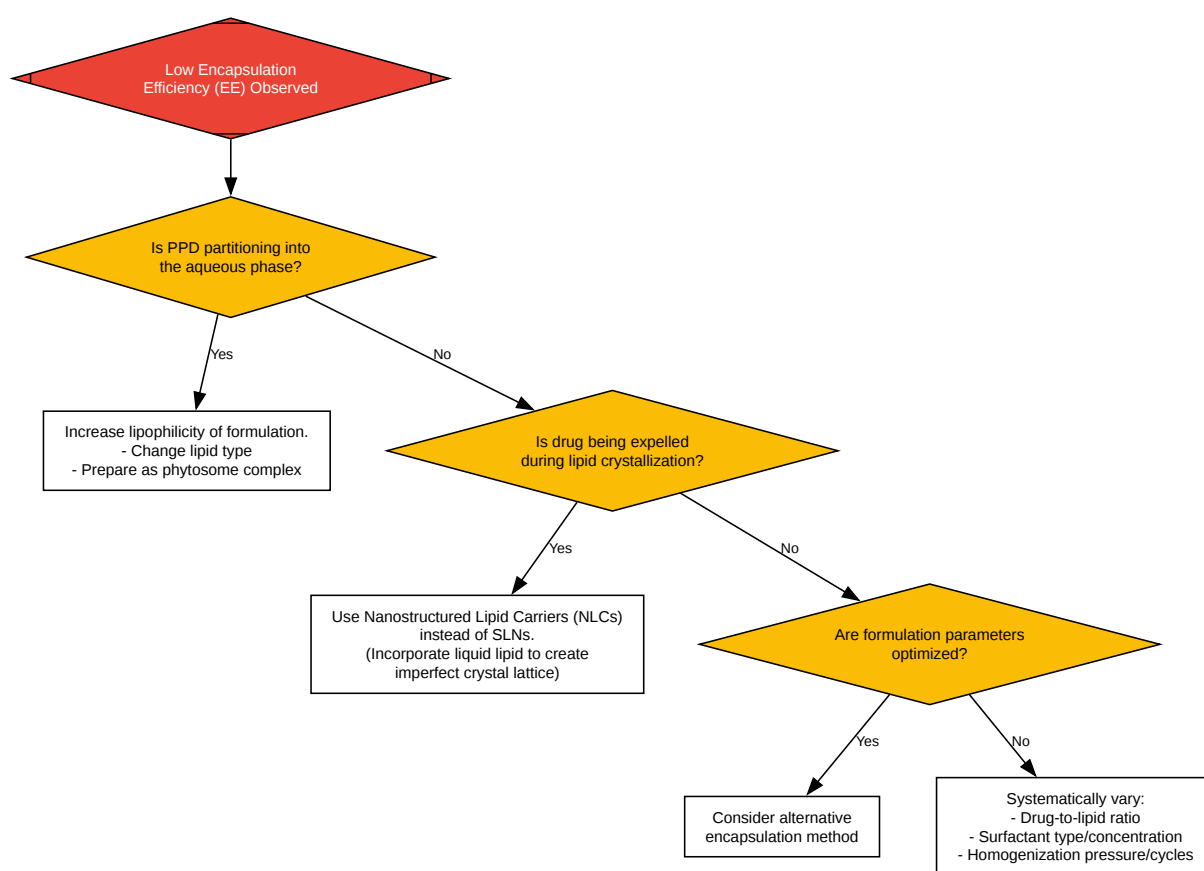 Low Encapsulation
Efficiency (EE) Observed
Is PPD partitioning into
the aqueous phase?
Yes
No
Increase lipophilicity of formulation.
- Change lipid type
- Prepare as phytosome complex
Is drug being expelled
during lipid crystallization?
Yes
No
Use Nanostructured Lipid Carriers (NLCs)
instead of SLNs.
(Incorporate liquid lipid to create
imperfect crystal lattice)
Are formulation parameters
optimized?
Yes
No
Consider alternative
encapsulation method
Systematically vary:
- Drug-to-lipid ratio
- Surfactant type/concentration
- Homogenization pressure/cycles